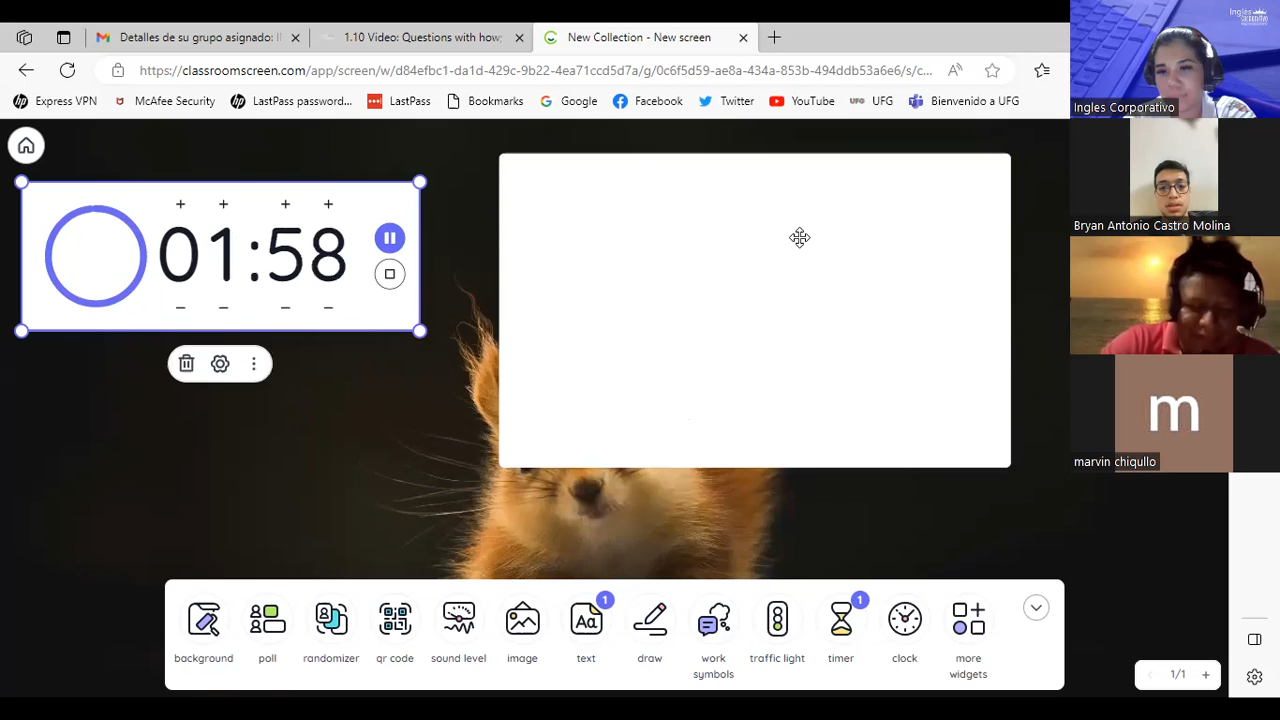 Detalles de su grupo asignado: I
1.10 Video: Questions with how;
New Collection - New screen
https://classroomscreen.com/app/screen/w/d84efbc1-da1d-429c-9b22-4ea71ccd5d7a/g/0c6f5d59-ae8a-434a-853b-494ddb53a6e6/s/c...
Express VPN
McAfee Security
LastPass password...
LastPass
Bookmarks
Google
Facebook
Twitter
YouTube
UFG
Bienvenido a UFG
01:58
background
poll
randomizer
qr code
sound level
image
1
text
draw
work symbols
traffic light
1
timer
clock
more widgets
1/1
Ingles Corporativo
Bryan Antonio Castro Molina
m
marvin chiqullo